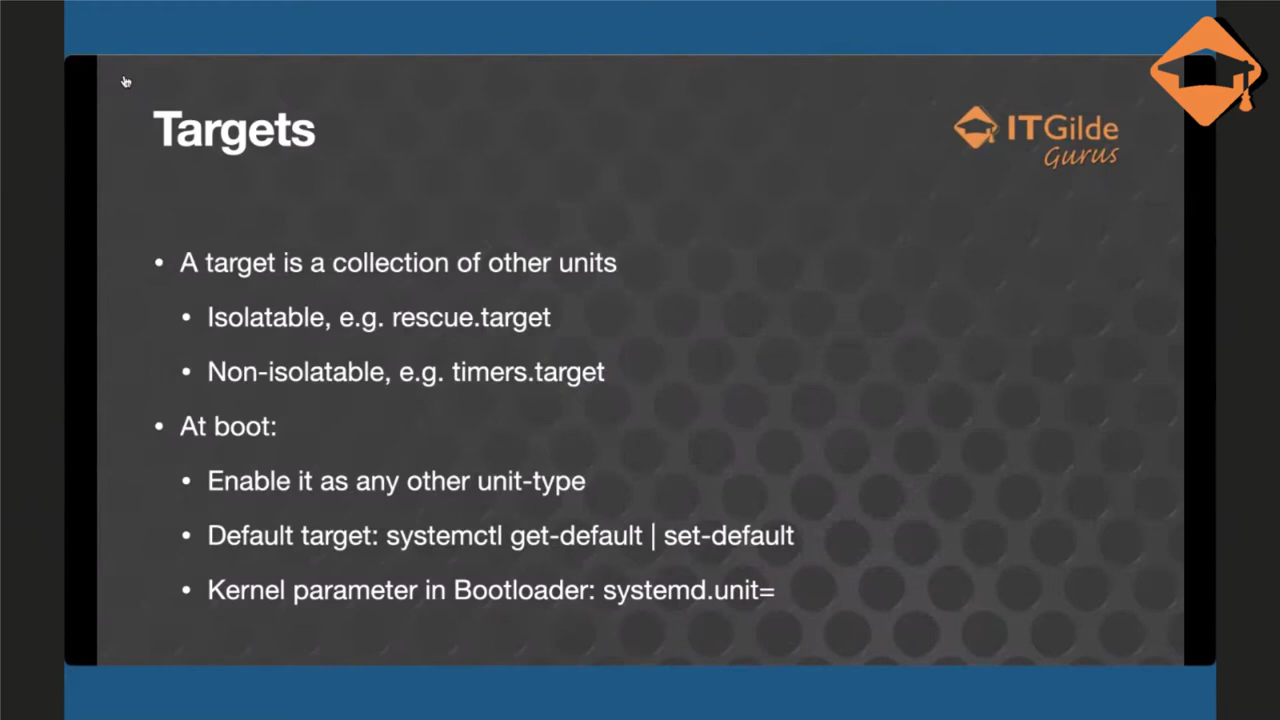 Targets
ITGilde
Gurus
• A target is a collection of other units
• Isolatable, e.g. rescue.target
• Non-isolatable, e.g. timers.target
• At boot:
• Enable it as any other unit-type
• Default target: systemctl get-default | set-default
• Kernel parameter in Bootloader: systemd.unit=